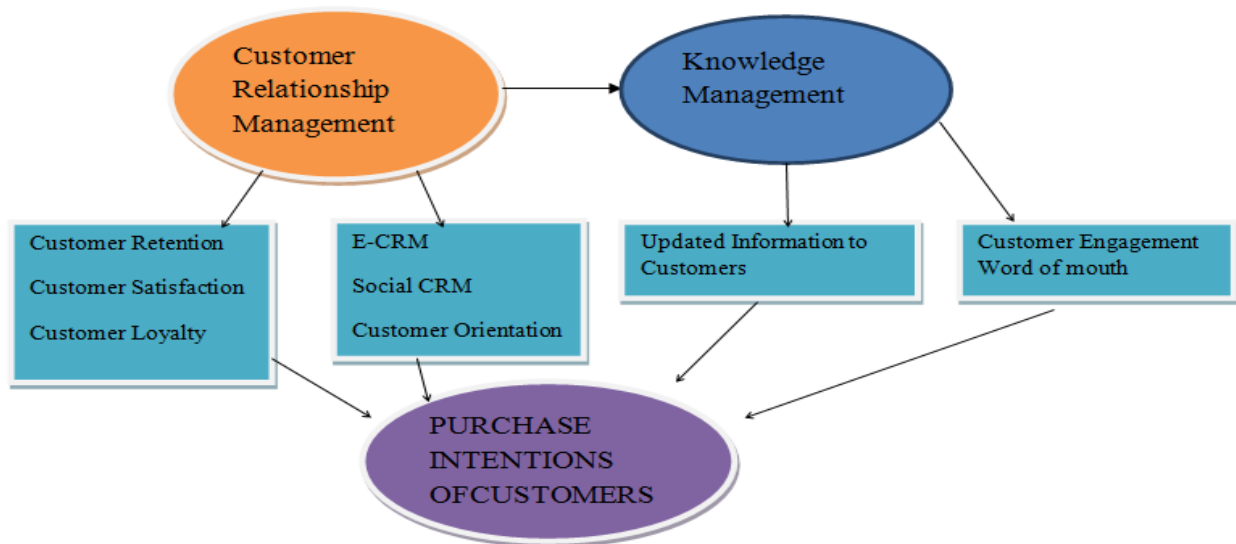 Customer
Relationship
Management
Knowledge
Management
Customer Retention
Customer Satisfaction
Customer Loyalty
E-CRM
Social CRM
Customer Orientation
Updated Information to
Customers
Customer Engagement
Word of mouth
PURCHASE
INTENTIONS
OFCUSTOMERS